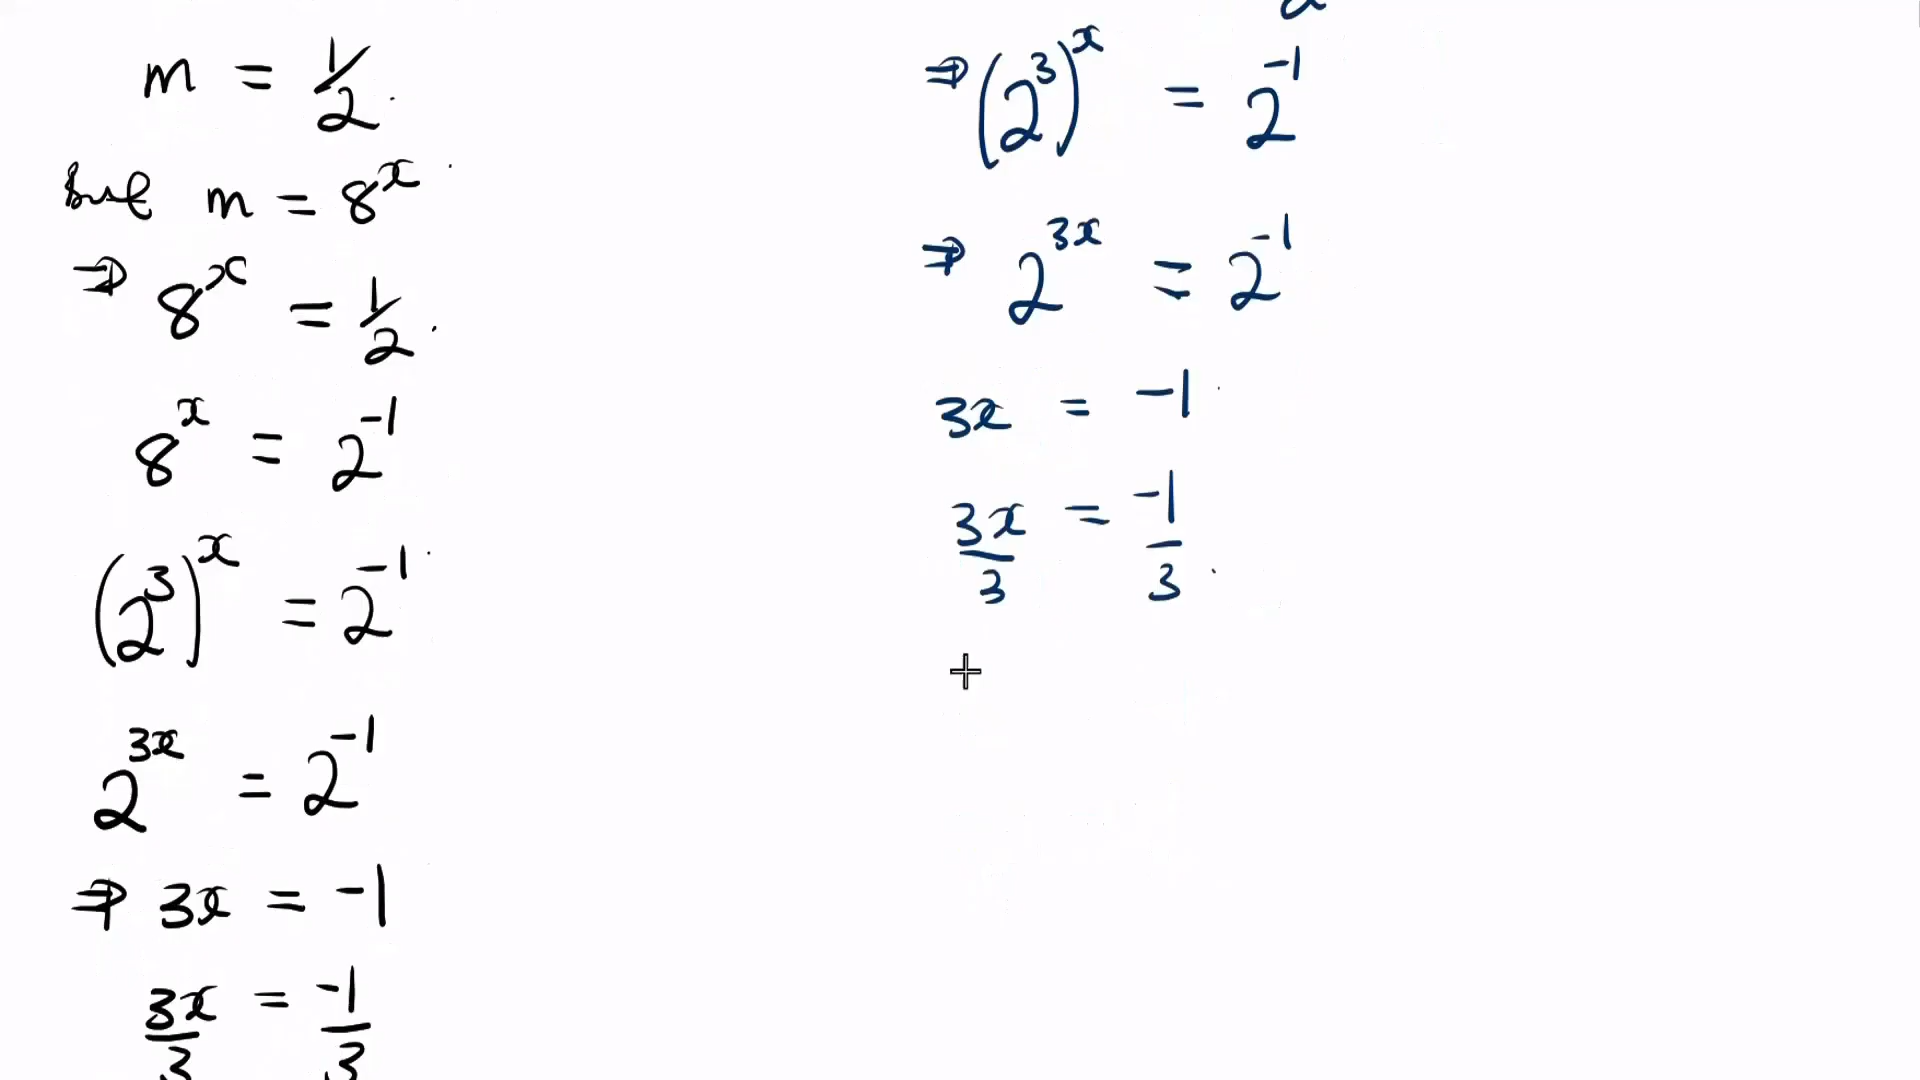 m = 1/2.
but m = 8^x
⇒ 8^x = 1/2.
8^x = 2^-1
(2^3)^x = 2^-1
2^3x = 2^-1
⇒ 3x = -1
3x/3 = -1/3
⇒ (2^3)^x = 2^-1
⇒ 2^3x = 2^-1
3x = -1
3x/3 = -1/3.